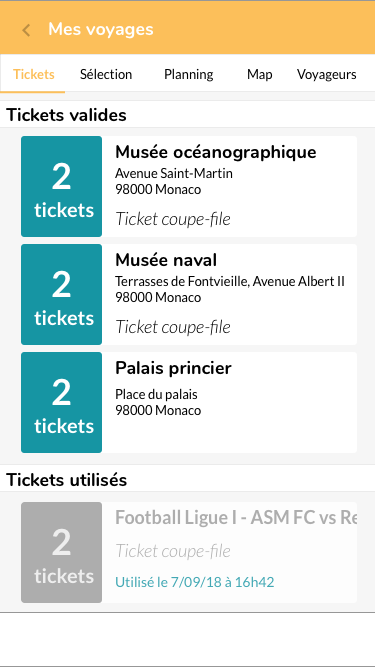 Mes voyages
Tickets
Sélection
Planning
Map
Voyageurs
Tickets valides
2
tickets
Musée océanographique
Avenue Saint-Martin
98000 Monaco
Ticket coupe-file
2
tickets
Musée naval
Terrasses de Fontvieille, Avenue Albert II
98000 Monaco
Ticket coupe-file
2
tickets
Palais princier
Place du palais
98000 Monaco
Tickets utilisés
2
tickets
Football Ligue I - ASM FC vs Re
Ticket coupe-file
Utilisé le 7/09/18 à 16h42